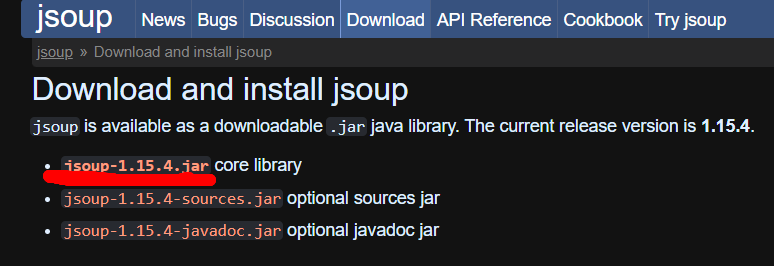 jsoup News Bugs Discussion Download API Reference Cookbook Try jsoup
jsoup » Download and install jsoup
Download and install jsoup
jsoup is available as a downloadable .jar java library. The current release version is 1.15.4.
• jsoup-1.15.4.jar core library
• jsoup-1.15.4-sources.jar optional sources jar
• jsoup-1.15.4-javadoc.jar optional javadoc jar